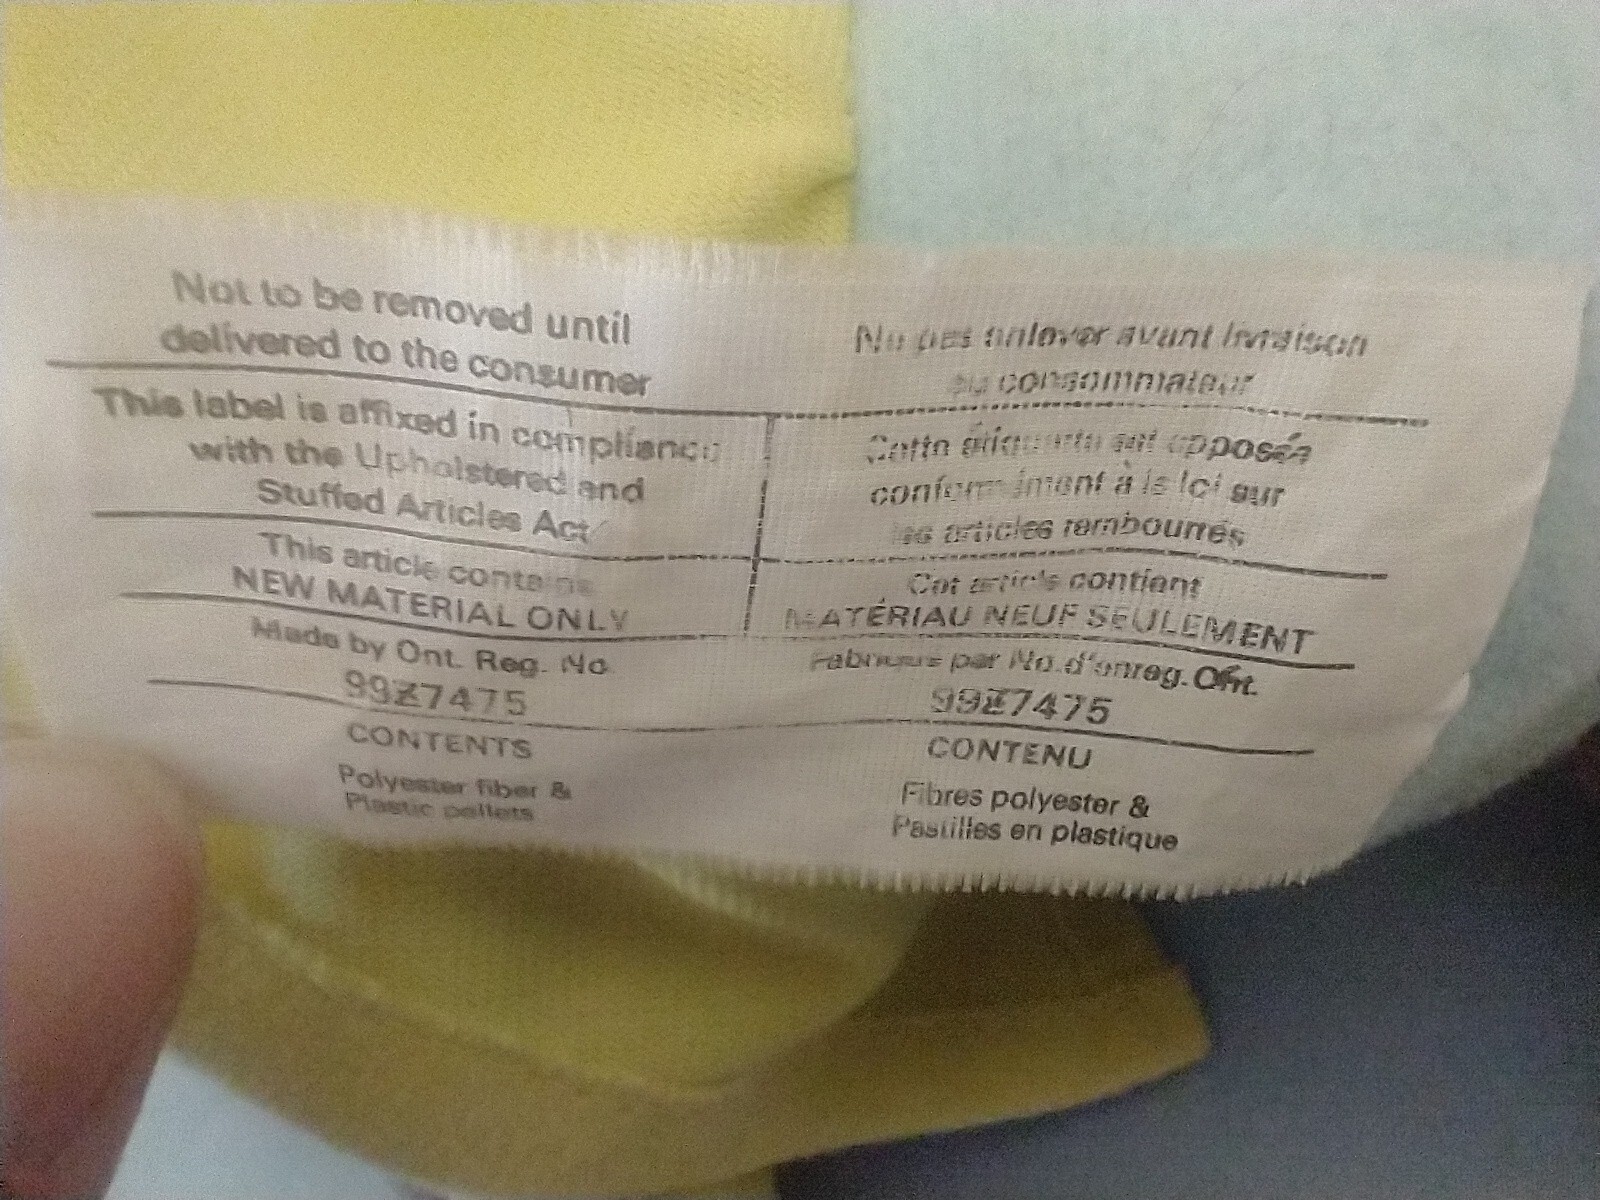 Not to be removed until
delivered to the consumer
This label is affixed in compliance
with the Upholstered and
Stuffed Articles Act
This article contains
NEW MATERIAL ONLY
Made by Ont. Reg. No.
99Z7475
CONTENTS
Polyester fiber &
Plastic pellets
Ne pas enlever avant livraison
au consommateur
Cette étiquette est apposée
conformément à la loi sur
les articles rembourrés
Cet article contient
MATÉRIAU NEUF SEULEMENT
Fabriqué par No. d'enreg. Ont.
99Z7475
CONTENU
Fibres polyester &
Pastilles en plastique